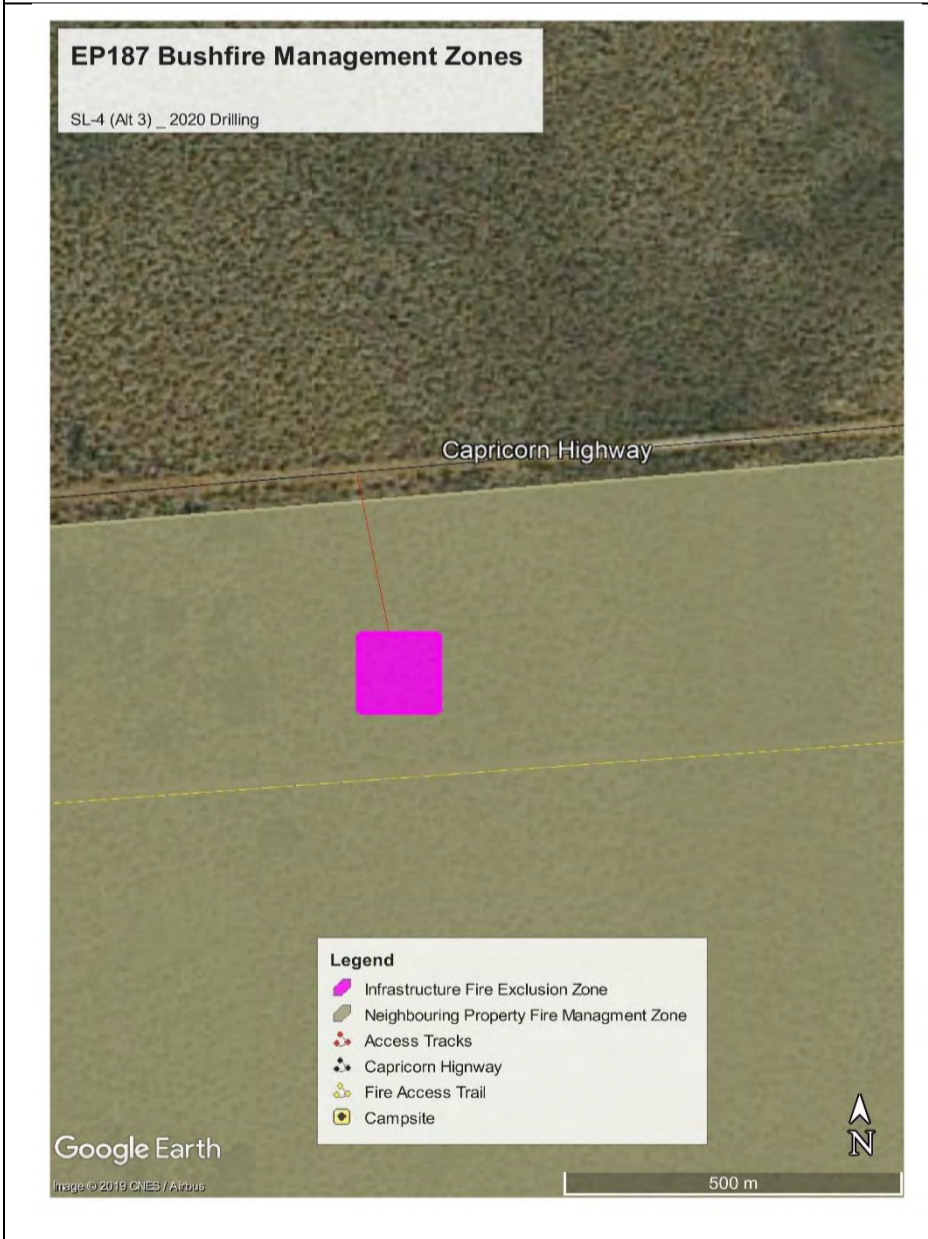 EP187 Bushfire Management Zones
SL-4 (Alt 3) _ 2020 Drilling
Capricorn Highway
Legend
Infrastructure Fire Exclusion Zone
Neighbouring Property Fire Managment Zone
Access Tracks
Capricorn Hignway
Fire Access Trail
Campsite
N
Google Earth
Image © 2019 CNES / Airbus
500 m